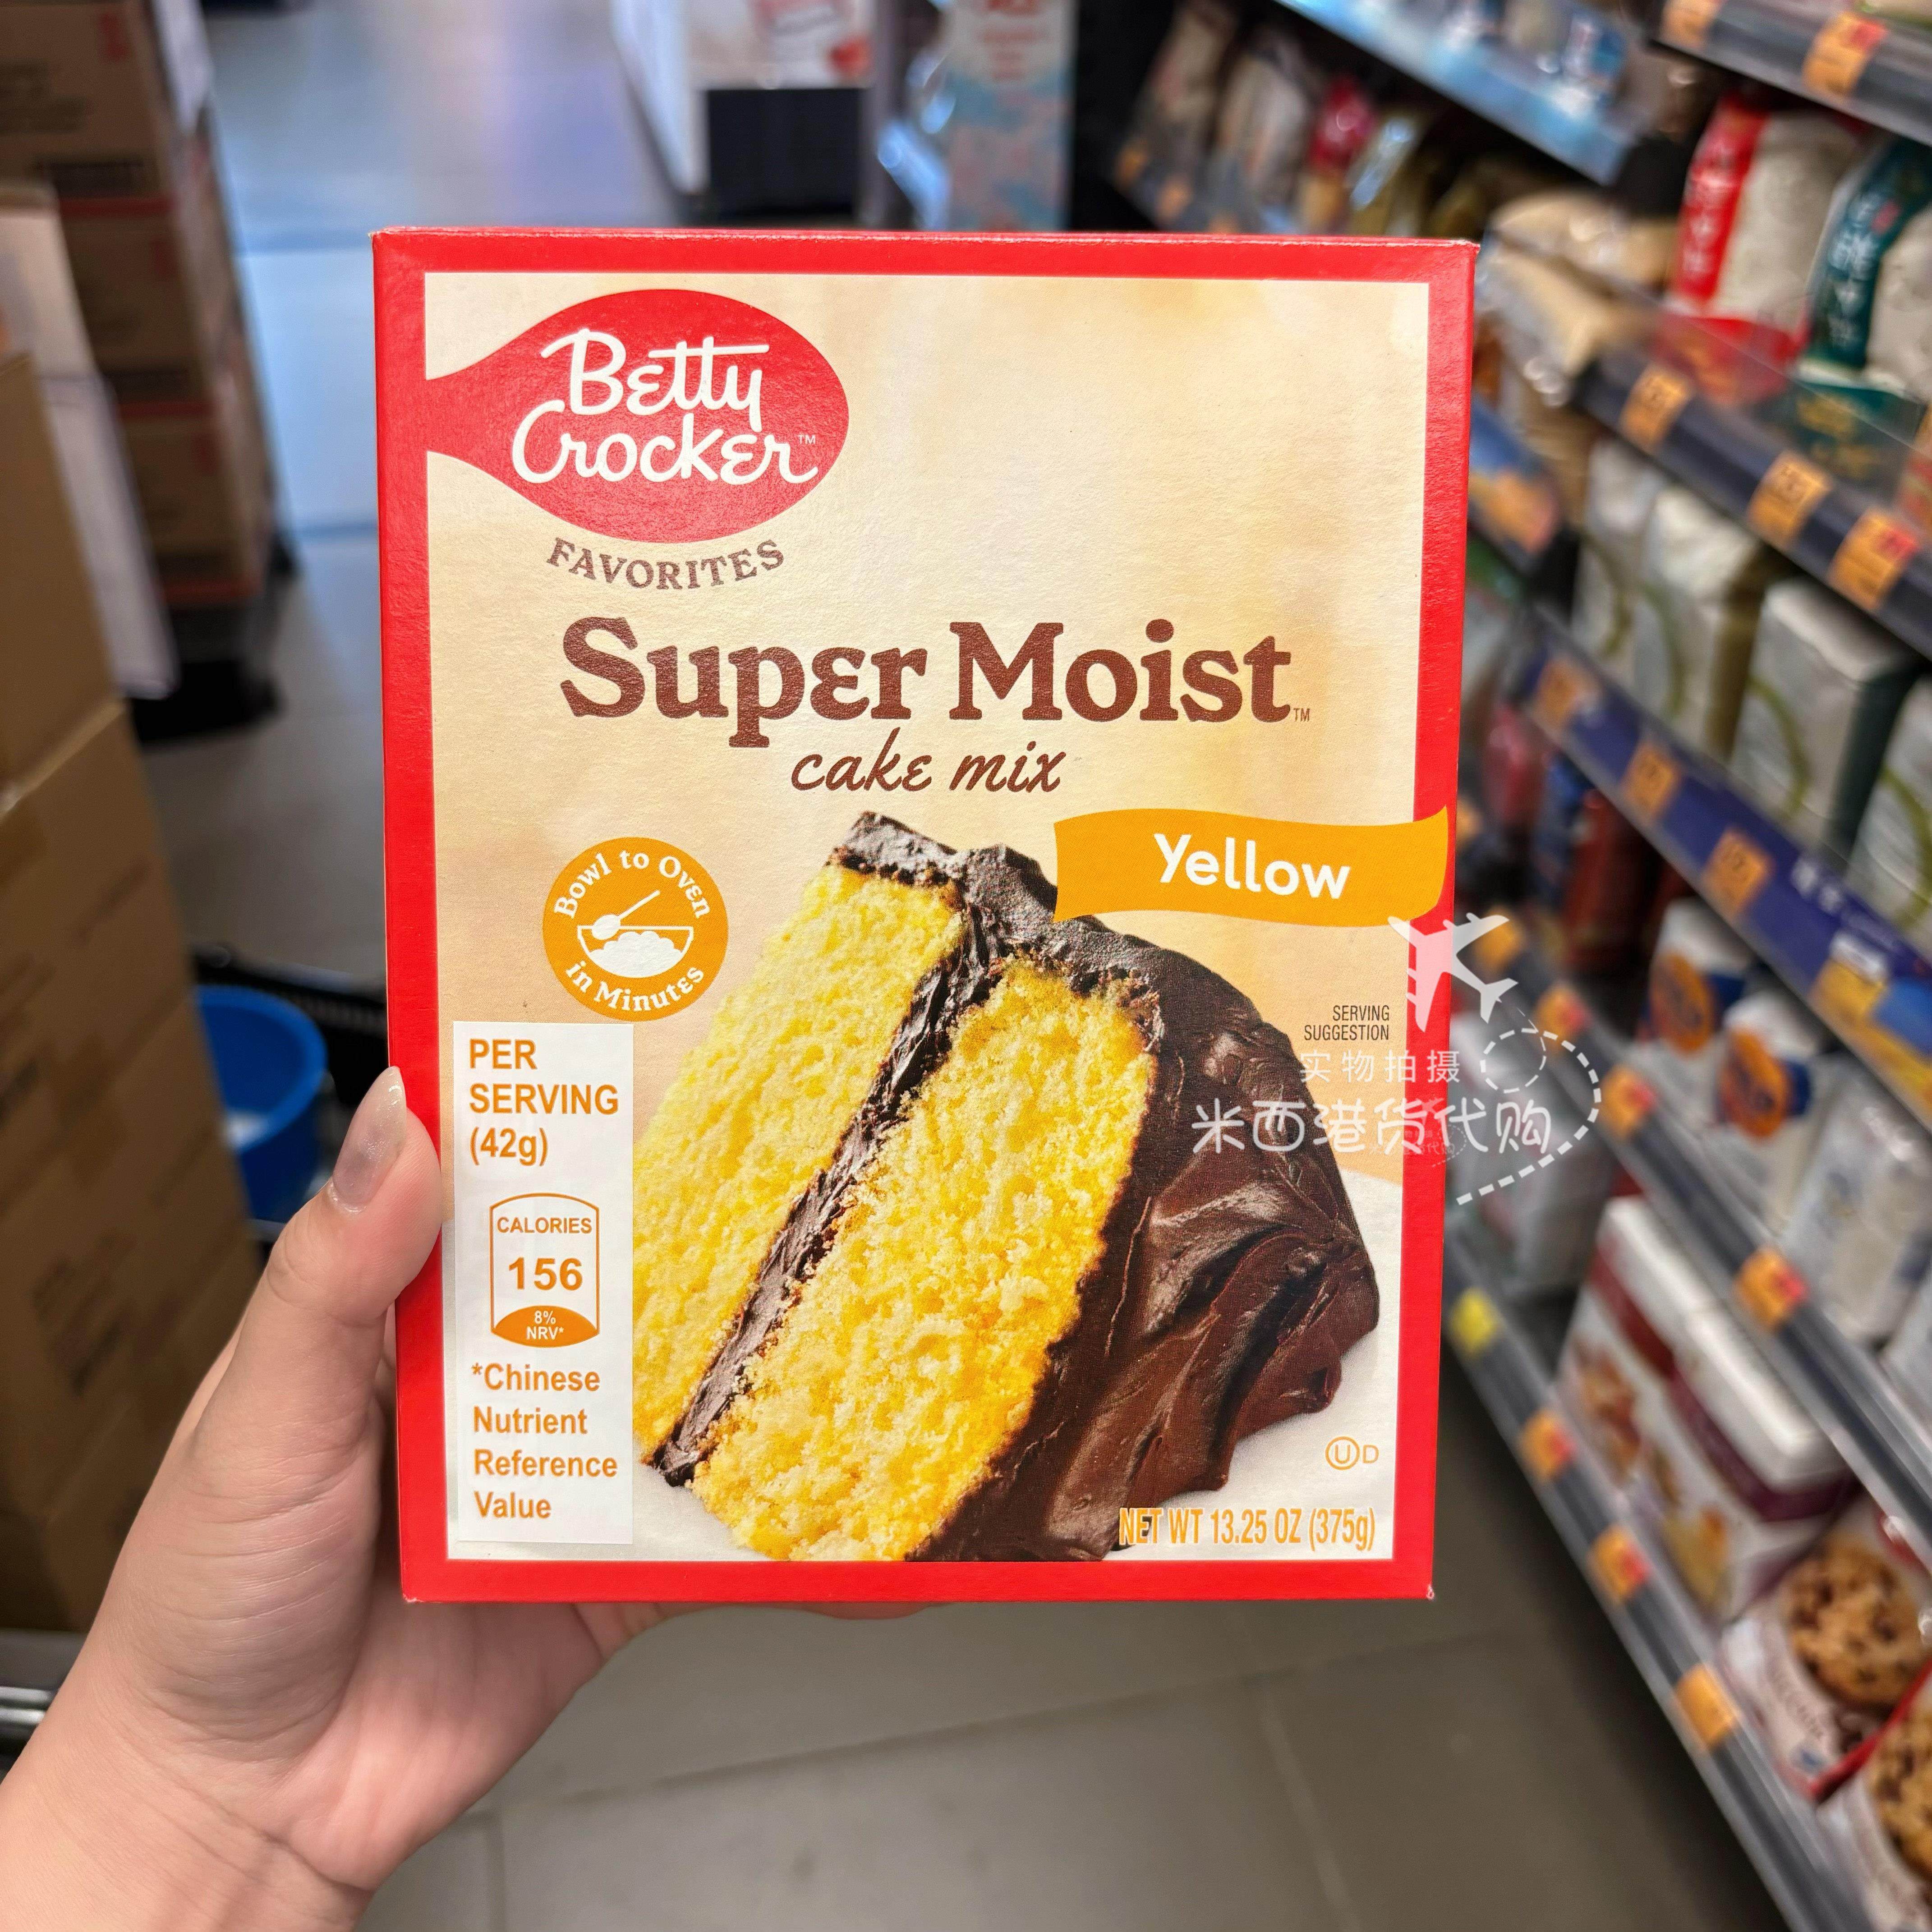 Betty
Crocker™
FAVORITES
Super Moist™
cake mix
Yellow
Bowl to Oven
in Minutes
SERVING
SUGGESTION
实物拍摄
米西港货代购
PER
SERVING
(42g)
CALORIES
156
8%
NRV*
*Chinese
Nutrient
Reference
Value
U D
NET WT 13.25 OZ (375g)